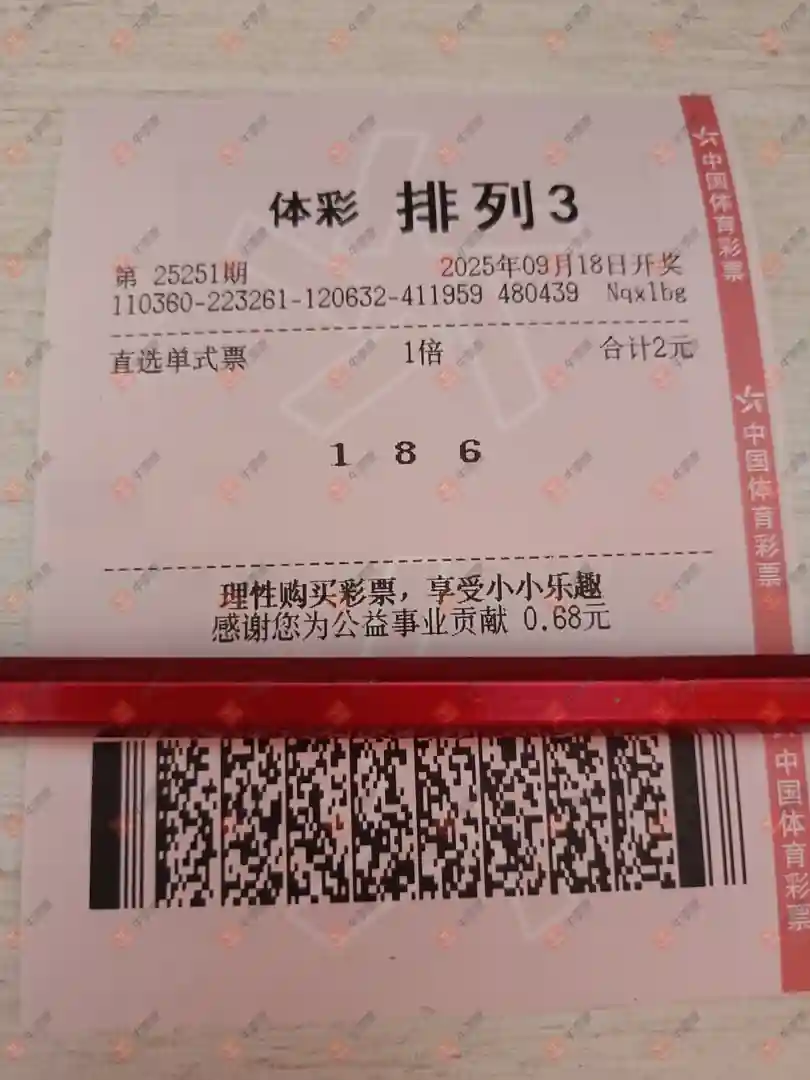 体彩 排列3
第 25251期 2025年09月18日开奖
110360-223261-120632-411959 480439 Nqx1bg
直选单式票 1倍 合计2元
1 8 6
理性购买彩票，享受小小乐趣
感谢您为公益事业贡献 0.68元
中国体育彩票
中国体育彩票
中国体育彩票